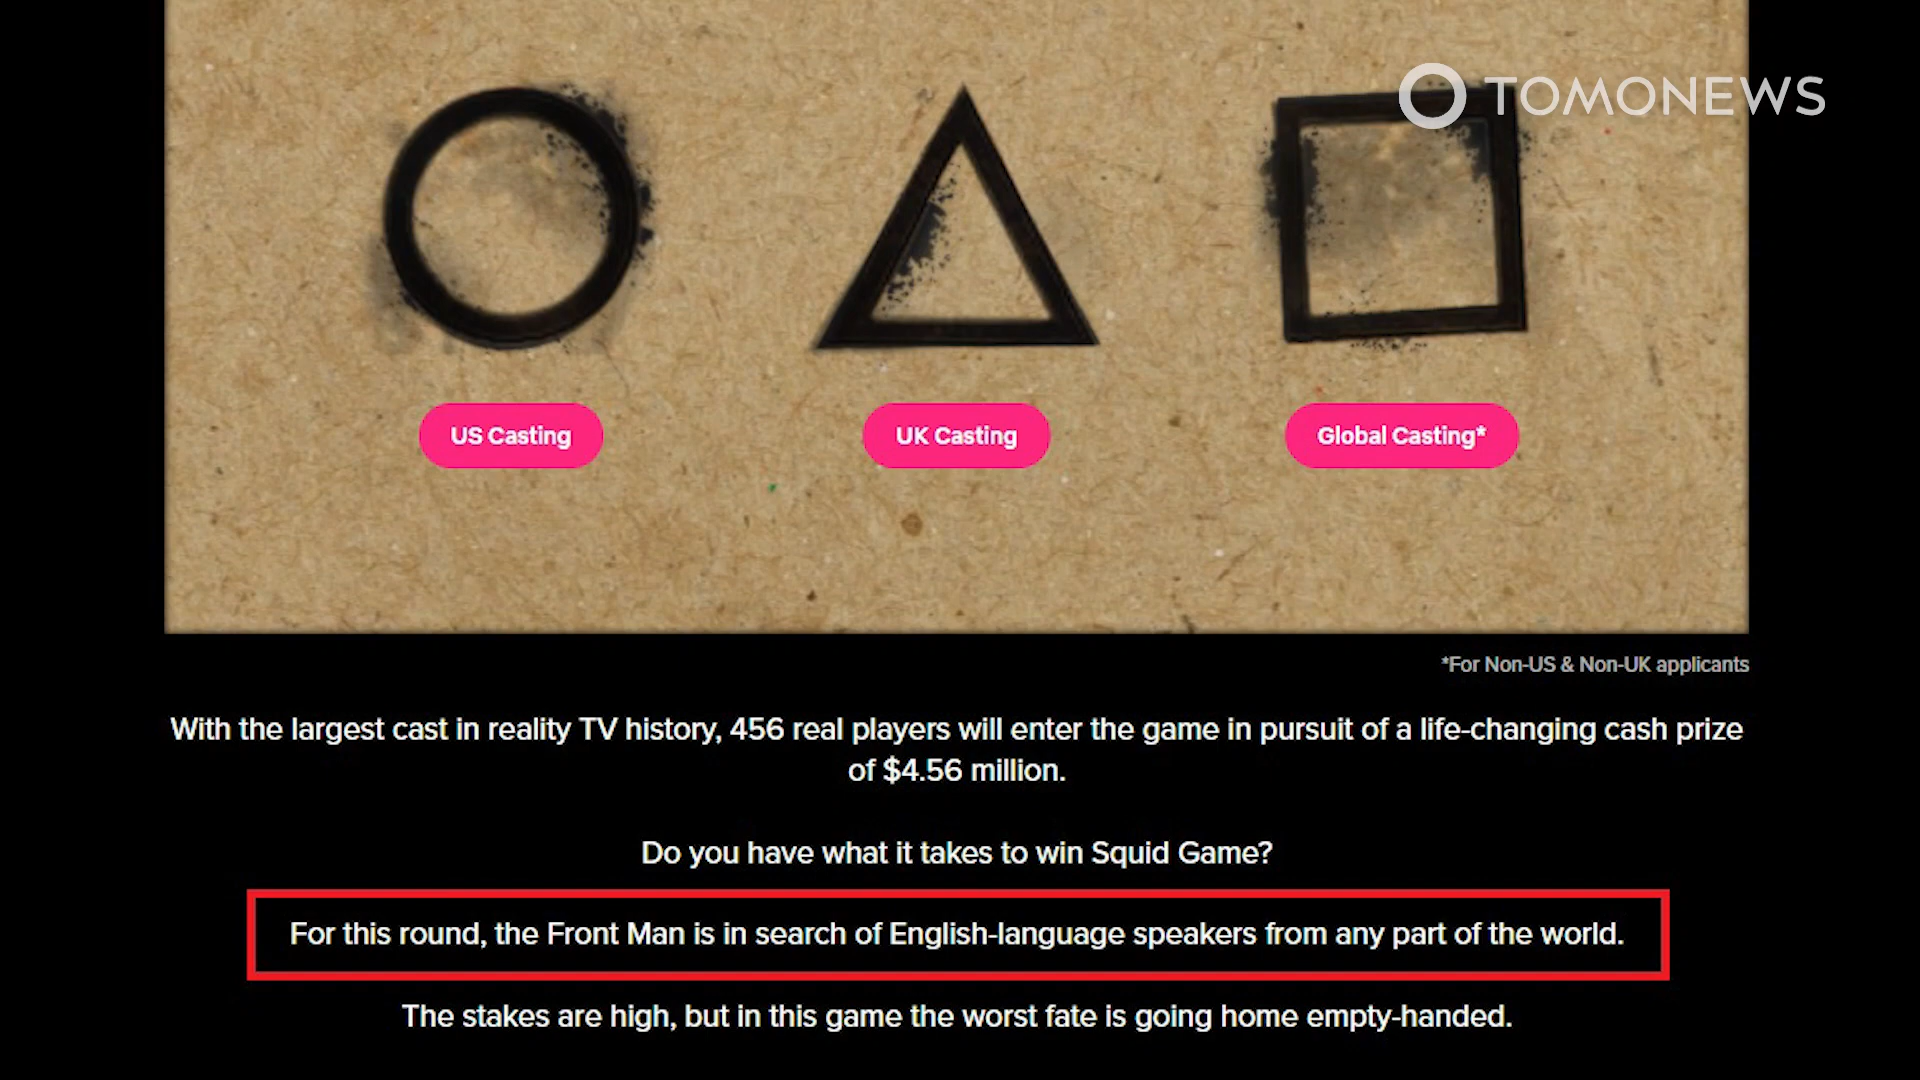 TOMONEWS
US Casting
UK Casting
Global Casting*
*For Non-US & Non-UK applicants
With the largest cast in reality TV history, 456 real players will enter the game in pursuit of a life-changing cash prize
of $4.56 million.
Do you have what it takes to win Squid Game?
For this round, the Front Man is in search of English-language speakers from any part of the world.
The stakes are high, but in this game the worst fate is going home empty-handed.